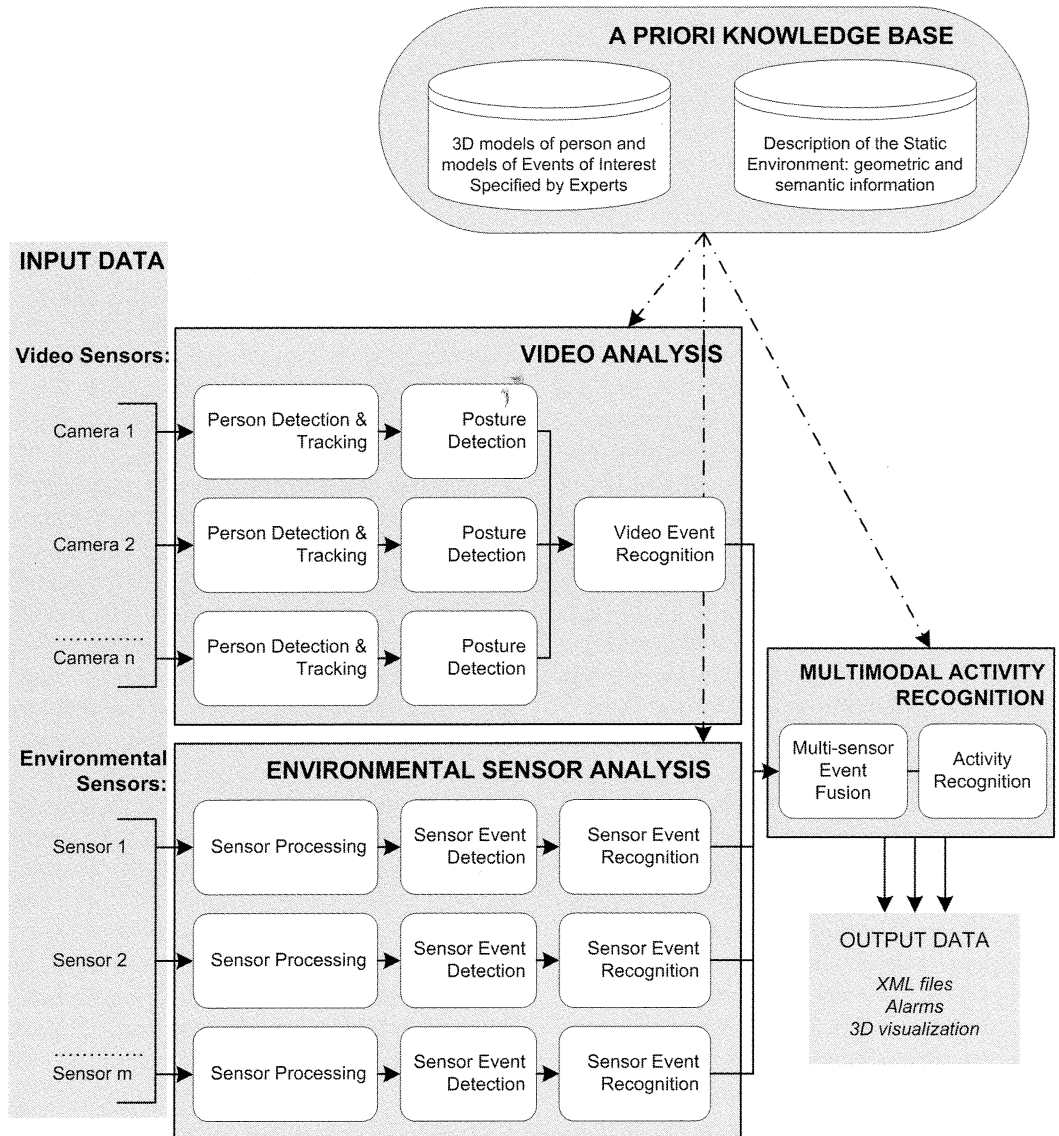 A PRIORI KNOWLEDGE BASE
3D models of person and
models of Events of Interest
Specified by Experts
Description of the Static
Environment: geometric and
semantic information
INPUT DATA
Video Sensors:
Camera 1
Camera 2
....................
Camera n
VIDEO ANALYSIS
Person Detection &
Tracking
Posture
Detection
Person Detection &
Tracking
Posture
Detection
Person Detection &
Tracking
Posture
Detection
Video Event
Recognition
Environmental
Sensors:
Sensor 1
Sensor 2
....................
Sensor m
ENVIRONMENTAL SENSOR ANALYSIS
Sensor Processing
Sensor Event
Detection
Sensor Event
Recognition
Sensor Processing
Sensor Event
Detection
Sensor Event
Recognition
Sensor Processing
Sensor Event
Detection
Sensor Event
Recognition
MULTIMODAL ACTIVITY
RECOGNITION
Multi-sensor
Event
Fusion
Activity
Recognition
OUTPUT DATA
XML files
Alarms
3D visualization